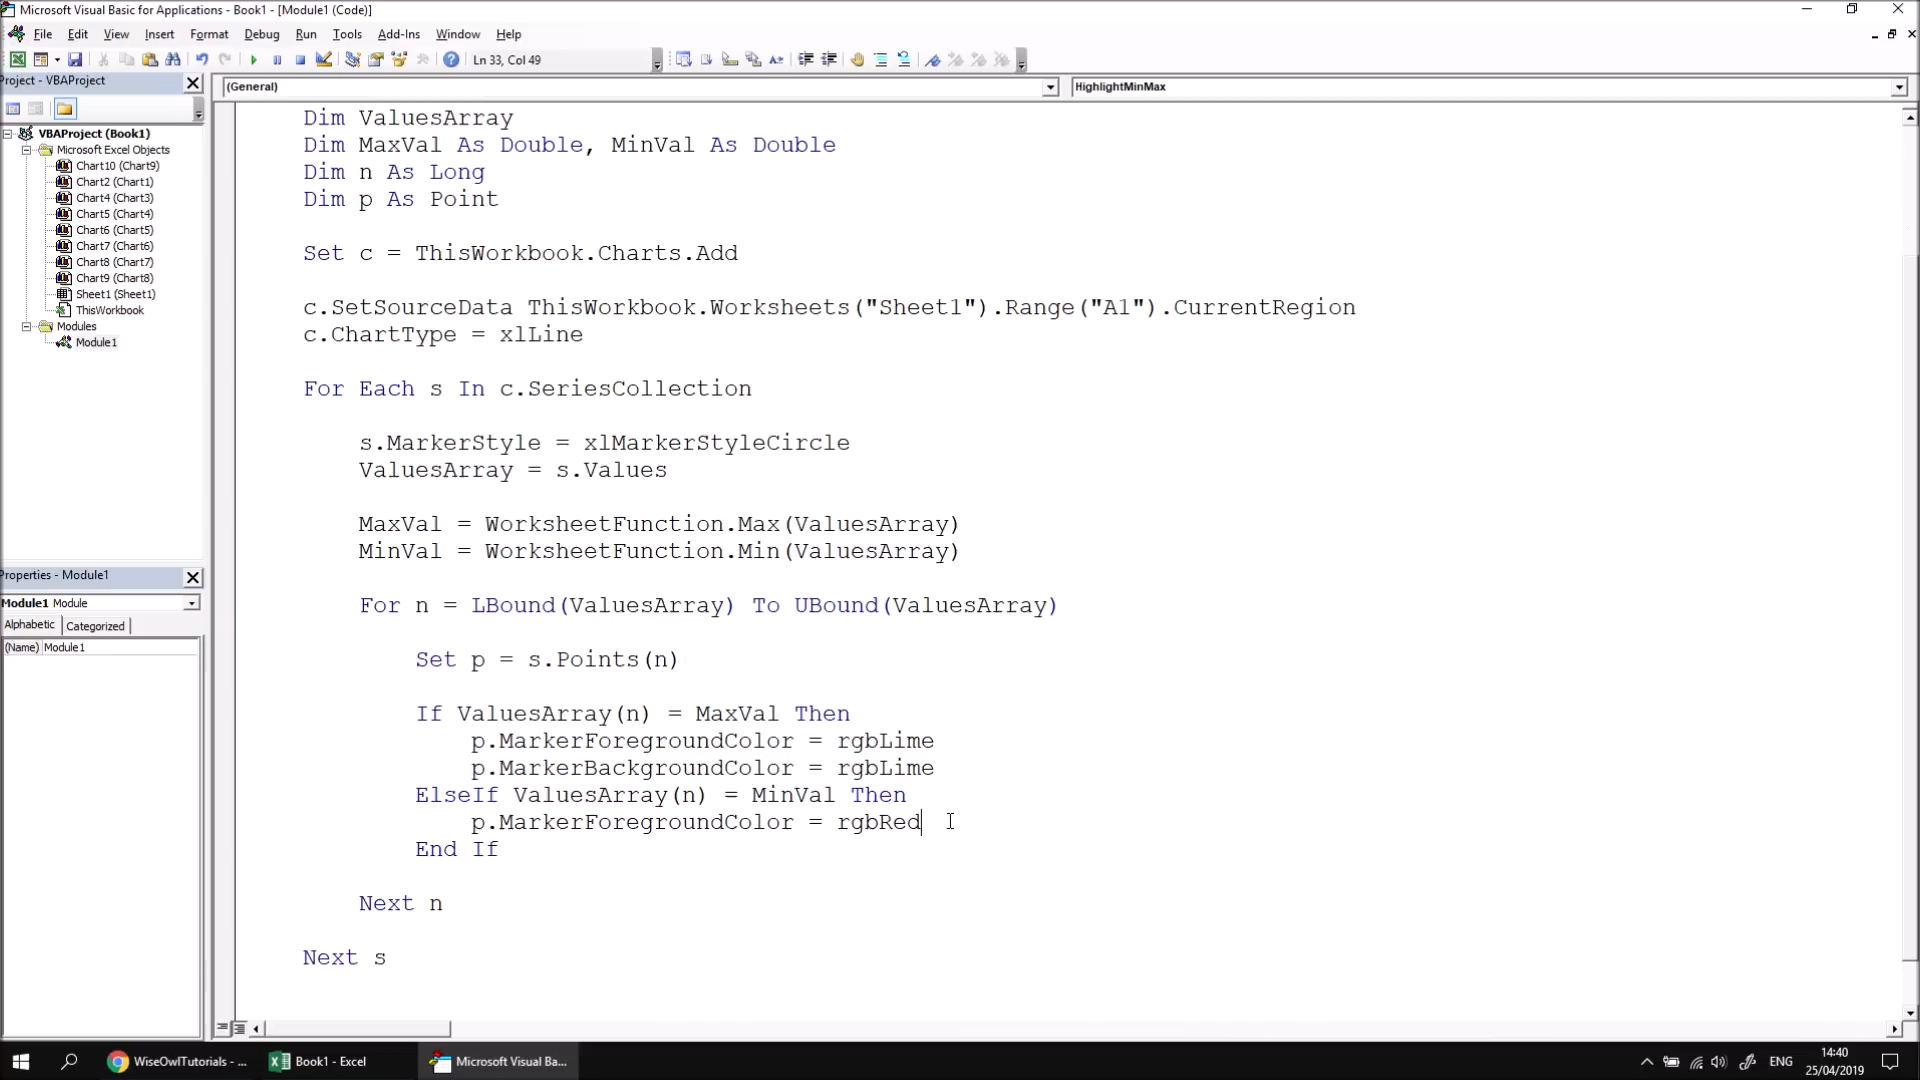 Microsoft Visual Basic for Applications - Book1 - [Module1 (Code)]
File Edit View Insert Format Debug Run Tools Add-Ins Window Help
Ln 33, Col 49
Project - VBAProject
(General)
HighlightMinMax
VBAProject (Book1)
Microsoft Excel Objects
Chart10 (Chart9)
Chart2 (Chart1)
Chart4 (Chart3)
Chart5 (Chart4)
Chart6 (Chart5)
Chart7 (Chart6)
Chart8 (Chart7)
Chart9 (Chart8)
Sheet1 (Sheet1)
ThisWorkbook
Modules
Module1
Properties - Module1
Module1 Module
Alphabetic Categorized
(Name) Module1
Dim ValuesArray
Dim MaxVal As Double, MinVal As Double
Dim n As Long
Dim p As Point
Set c = ThisWorkbook.Charts.Add
c.SetSourceData ThisWorkbook.Worksheets("Sheet1").Range("A1").CurrentRegion
c.ChartType = xlLine
For Each s In c.SeriesCollection
s.MarkerStyle = xlMarkerStyleCircle
ValuesArray = s.Values
MaxVal = WorksheetFunction.Max(ValuesArray)
MinVal = WorksheetFunction.Min(ValuesArray)
For n = LBound(ValuesArray) To UBound(ValuesArray)
Set p = s.Points(n)
If ValuesArray(n) = MaxVal Then
p.MarkerForegroundColor = rgbLime
p.MarkerBackgroundColor = rgbLime
ElseIf ValuesArray(n) = MinVal Then
p.MarkerForegroundColor = rgbRed
End If
Next n
Next s
WiseOwlTutorials - ...
Book1 - Excel
Microsoft Visual Ba...
ENG
14:40
25/04/2019